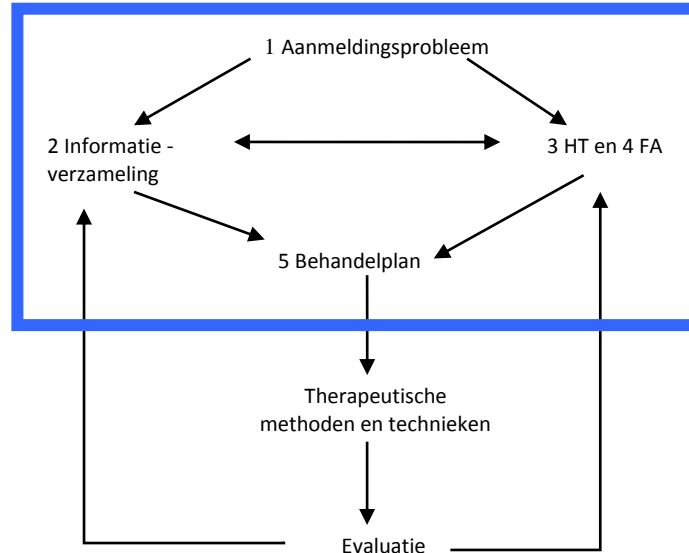 1 Aanmeldingsprobleem
2 Informatie -
verzameling
3 HT en 4 FA
5 Behandelplan
Therapeutische
methoden en technieken
Evaluatie